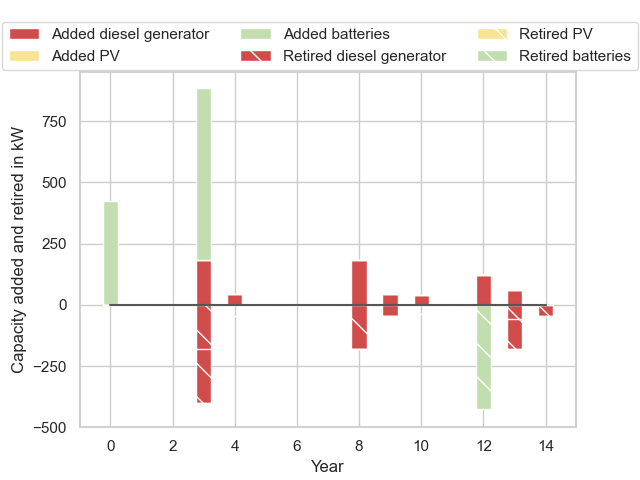 Added diesel generator Added batteries Retired PV
Added PV Retired diesel generator Retired batteries
Capacity added and retired in kW
750
500
250
0
−250
−500
0 2 4 6 8 10 12 14
Year